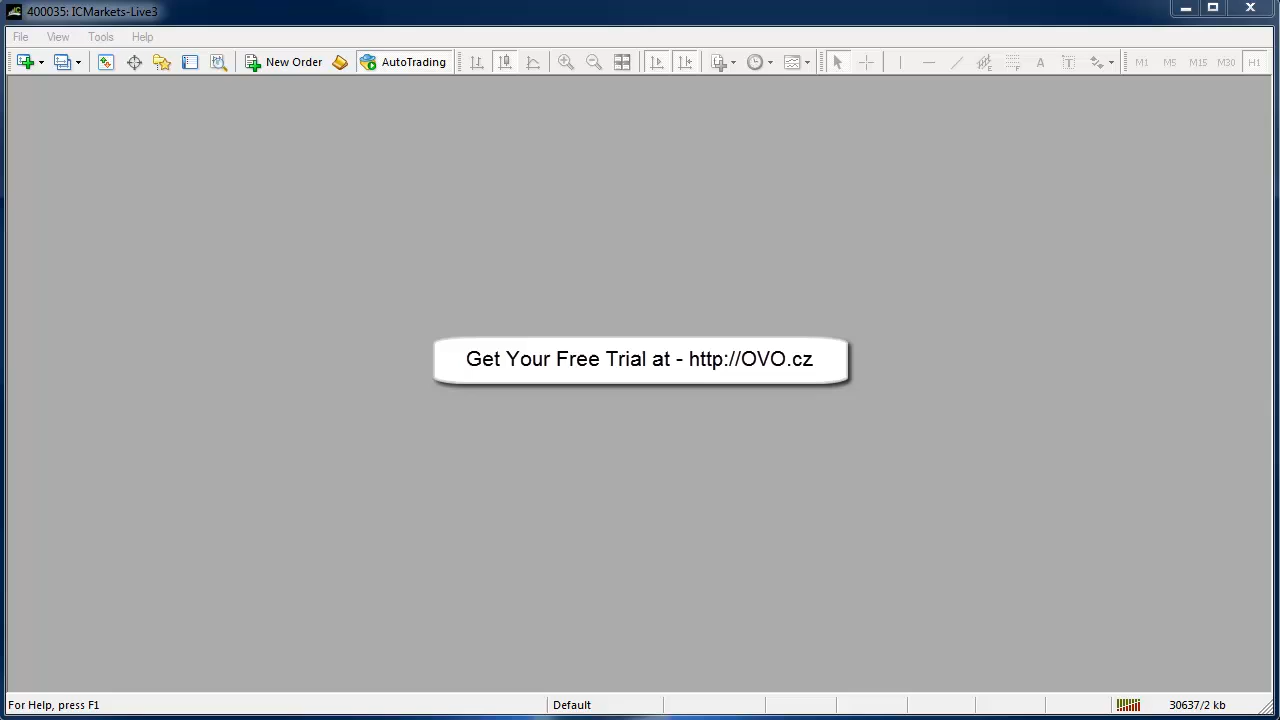 400035: ICMarkets-Live3
File View Tools Help
New Order AutoTrading A T M1 M5 M15 M30 H1
Get Your Free Trial at - http://OVO.cz
For Help, press F1 Default 30637/2 kb